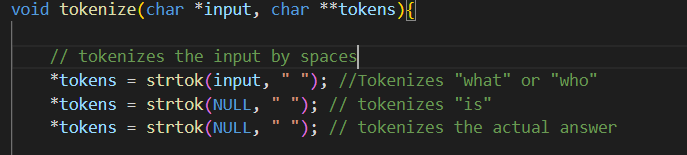 void tokenize(char *input, char **tokens){
// tokenizes the input by spaces
*tokens = strtok(input, " "); //Tokenizes "what" or "who"
*tokens = strtok(NULL, " "); // tokenizes "is"
*tokens = strtok(NULL, " "); // tokenizes the actual answer